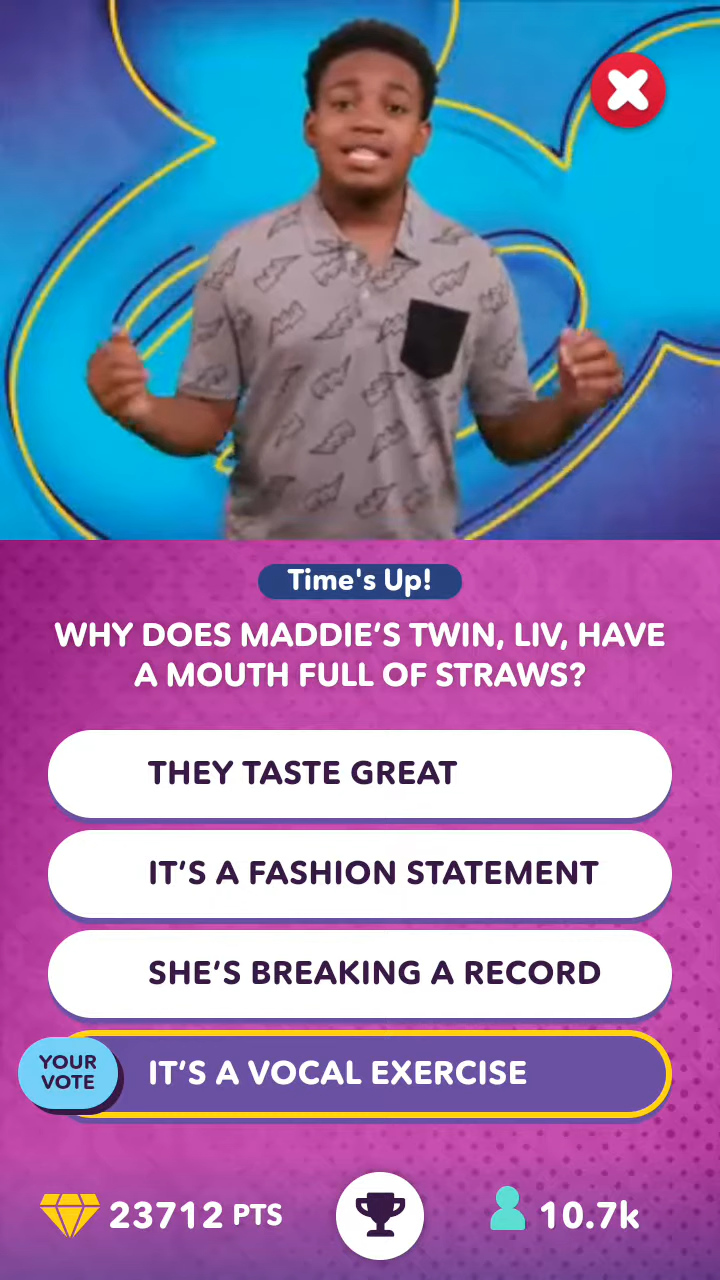 Time's Up!
WHY DOES MADDIE’S TWIN, LIV, HAVE
A MOUTH FULL OF STRAWS?
THEY TASTE GREAT
IT’S A FASHION STATEMENT
SHE’S BREAKING A RECORD
YOUR
VOTE
IT’S A VOCAL EXERCISE
23712 PTS
10.7k